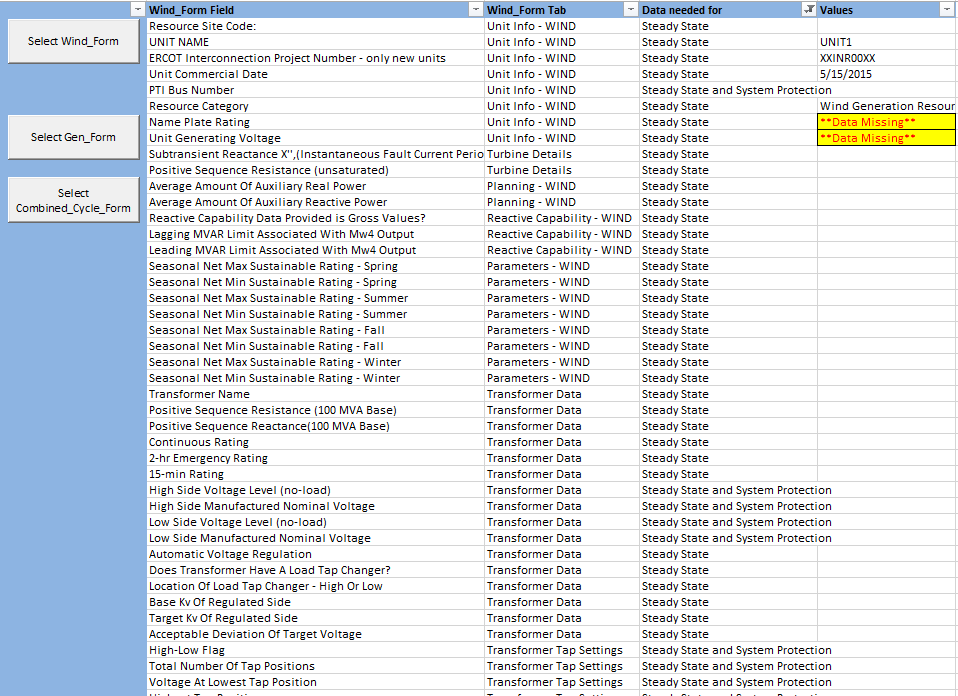 Wind_Form Field Wind_Form Tab Data needed for Values
Select Wind_Form
Select Gen_Form
Select
Combined_Cycle_Form
Resource Site Code: Unit Info - WIND Steady State
UNIT NAME Unit Info - WIND Steady State UNIT1
ERCOT Interconnection Project Number - only new units Unit Info - WIND Steady State XXINR00XX
Unit Commercial Date Unit Info - WIND Steady State 5/15/2015
PTI Bus Number Unit Info - WIND Steady State and System Protection
Resource Category Unit Info - WIND Steady State Wind Generation Resour
Name Plate Rating Unit Info - WIND Steady State **Data Missing**
Unit Generating Voltage Unit Info - WIND Steady State **Data Missing**
Subtransient Reactance X'',(Instantaneous Fault Current Perio Turbine Details Steady State
Positive Sequence Resistance (unsaturated) Turbine Details Steady State
Average Amount Of Auxiliary Real Power Planning - WIND Steady State
Average Amount Of Auxiliary Reactive Power Planning - WIND Steady State
Reactive Capability Data Provided is Gross Values? Reactive Capability - WIND Steady State
Lagging MVAR Limit Associated With Mw4 Output Reactive Capability - WIND Steady State
Leading MVAR Limit Associated With Mw4 Output Reactive Capability - WIND Steady State
Seasonal Net Max Sustainable Rating - Spring Parameters - WIND Steady State
Seasonal Net Min Sustainable Rating - Spring Parameters - WIND Steady State
Seasonal Net Max Sustainable Rating - Summer Parameters - WIND Steady State
Seasonal Net Min Sustainable Rating - Summer Parameters - WIND Steady State
Seasonal Net Max Sustainable Rating - Fall Parameters - WIND Steady State
Seasonal Net Min Sustainable Rating - Fall Parameters - WIND Steady State
Seasonal Net Max Sustainable Rating - Winter Parameters - WIND Steady State
Seasonal Net Min Sustainable Rating - Winter Parameters - WIND Steady State
Transformer Name Transformer Data Steady State
Positive Sequence Resistance (100 MVA Base) Transformer Data Steady State
Positive Sequence Reactance(100 MVA Base) Transformer Data Steady State
Continuous Rating Transformer Data Steady State
2-hr Emergency Rating Transformer Data Steady State
15-min Rating Transformer Data Steady State
High Side Voltage Level (no-load) Transformer Data Steady State and System Protection
High Side Manufactured Nominal Voltage Transformer Data Steady State and System Protection
Low Side Voltage Level (no-load) Transformer Data Steady State and System Protection
Low Side Manufactured Nominal Voltage Transformer Data Steady State and System Protection
Automatic Voltage Regulation Transformer Data Steady State
Does Transformer Have A Load Tap Changer? Transformer Data Steady State
Location Of Load Tap Changer - High Or Low Transformer Data Steady State
Base Kv Of Regulated Side Transformer Data Steady State
Target Kv Of Regulated Side Transformer Data Steady State
Acceptable Deviation Of Target Voltage Transformer Data Steady State
High-Low Flag Transformer Tap Settings Steady State and System Protection
Total Number Of Tap Positions Transformer Tap Settings Steady State and System Protection
Voltage At Lowest Tap Position Transformer Tap Settings Steady State and System Protection